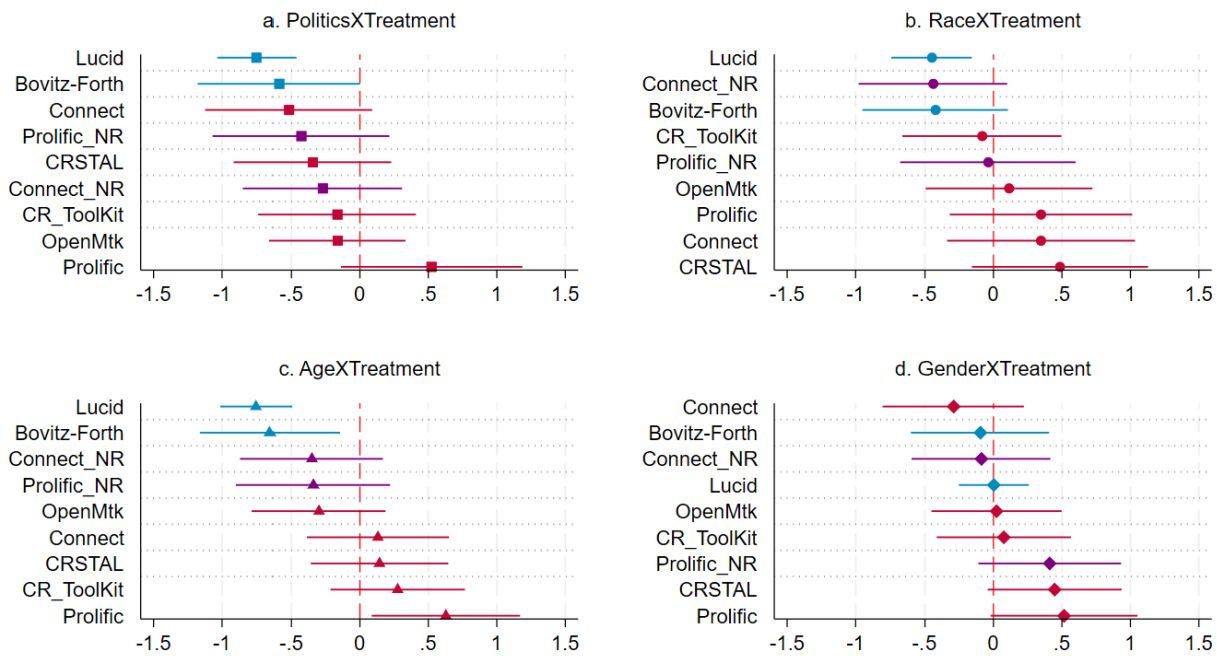 a. PoliticsXTreatment
Lucid
Bovitz-Forth
Connect
Prolific_NR
CRSTAL
Connect_NR
CR_ToolKit
OpenMtk
Prolific
-1.5 -1 -.5 0 .5 1 1.5
b. RaceXTreatment
Lucid
Connect_NR
Bovitz-Forth
CR_ToolKit
Prolific_NR
OpenMtk
Prolific
Connect
CRSTAL
-1.5 -1 -.5 0 .5 1 1.5
c. AgeXTreatment
Lucid
Bovitz-Forth
Connect_NR
Prolific_NR
OpenMtk
Connect
CRSTAL
CR_ToolKit
Prolific
-1.5 -1 -.5 0 .5 1 1.5
d. GenderXTreatment
Connect
Bovitz-Forth
Connect_NR
Lucid
OpenMtk
CR_ToolKit
Prolific_NR
CRSTAL
Prolific
-1.5 -1 -.5 0 .5 1 1.5